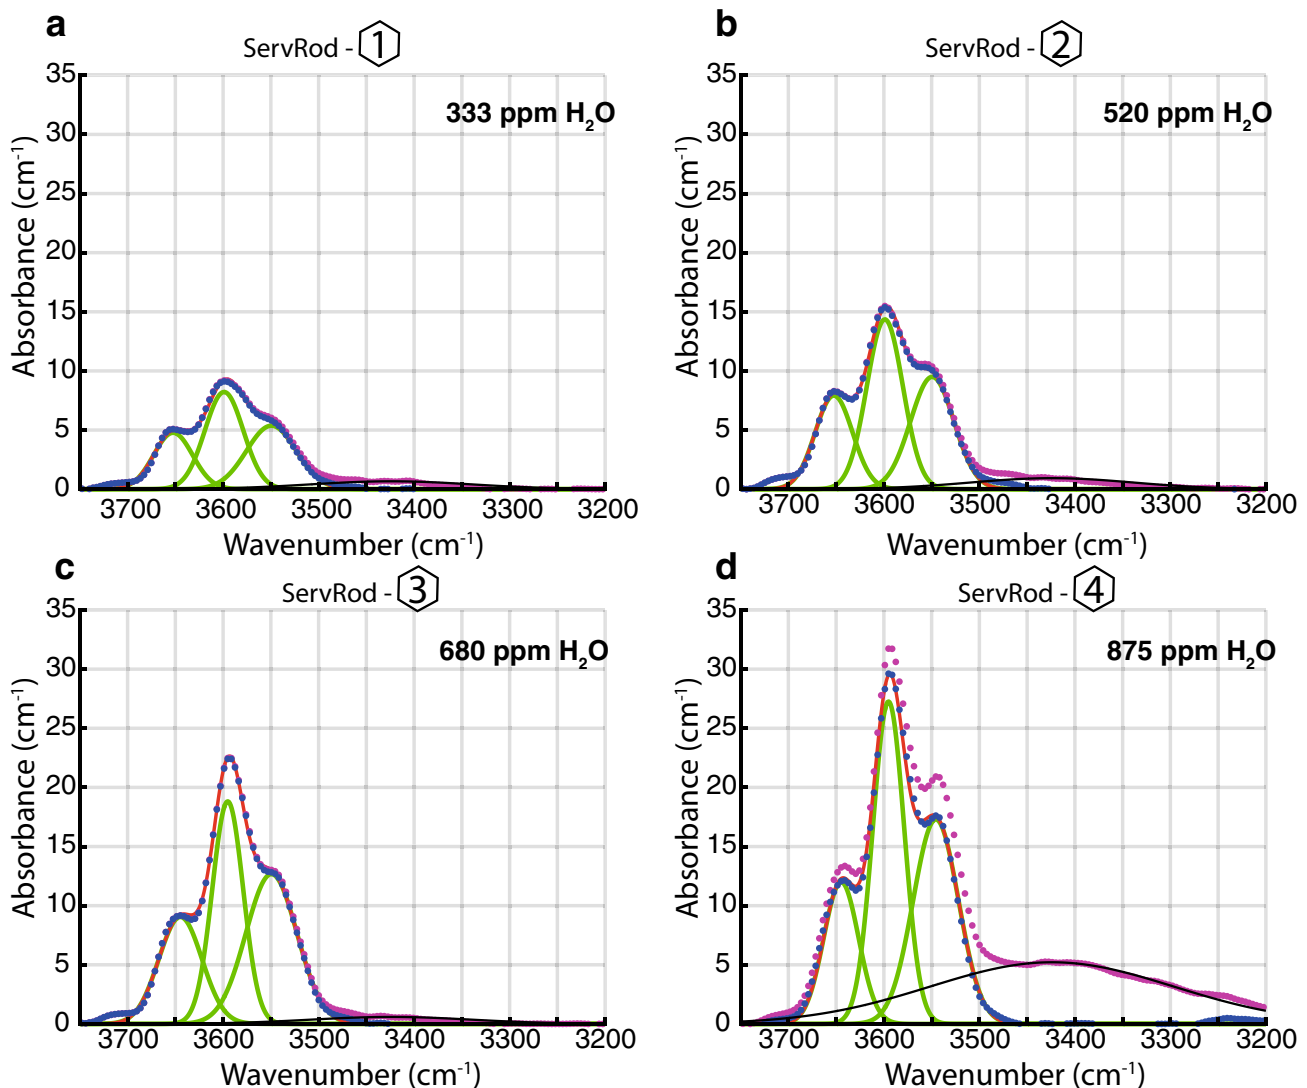 a
ServRod - 1
333 ppm H₂O
Absorbance (cm⁻¹)
35
30
25
20
15
10
5
0
3700 3600 3500 3400 3300 3200
Wavenumber (cm⁻¹)
b
ServRod - 2
520 ppm H₂O
Absorbance (cm⁻¹)
35
30
25
20
15
10
5
0
3700 3600 3500 3400 3300 3200
Wavenumber (cm⁻¹)
c
ServRod - 3
680 ppm H₂O
Absorbance (cm⁻¹)
35
30
25
20
15
10
5
0
3700 3600 3500 3400 3300 3200
Wavenumber (cm⁻¹)
d
ServRod - 4
875 ppm H₂O
Absorbance (cm⁻¹)
35
30
25
20
15
10
5
0
3700 3600 3500 3400 3300 3200
Wavenumber (cm⁻¹)